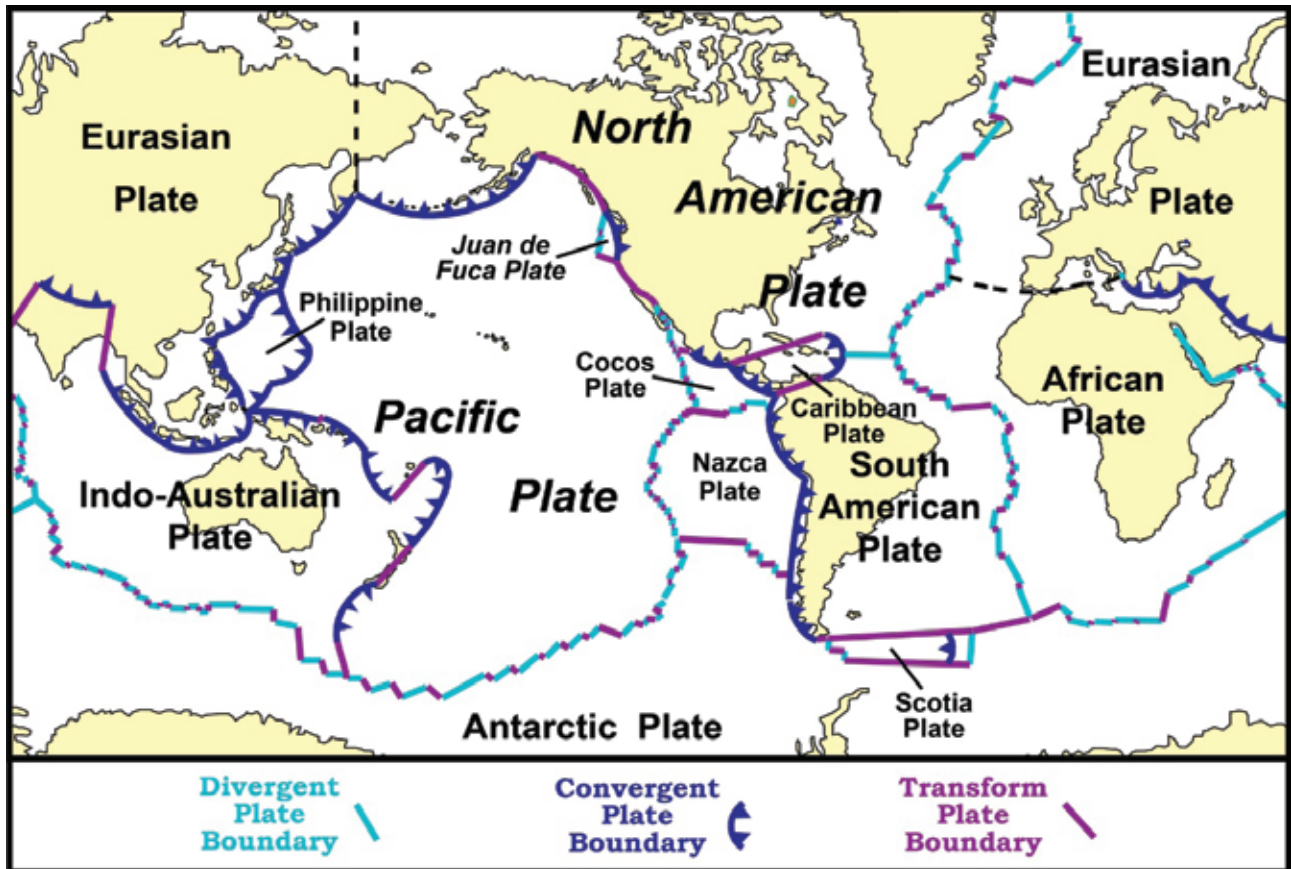 Eurasian
Plate
North
American
Plate
Eurasian
Plate
Juan de
Fuca Plate
Philippine
Plate
Cocos
Plate
Caribbean
Plate
African
Plate
Pacific
Plate
Nazca
Plate
South
American
Plate
Indo-Australian
Plate
Scotia
Plate
Antarctic Plate
Divergent
Plate
Boundary
Convergent
Plate
Boundary
Transform
Plate
Boundary